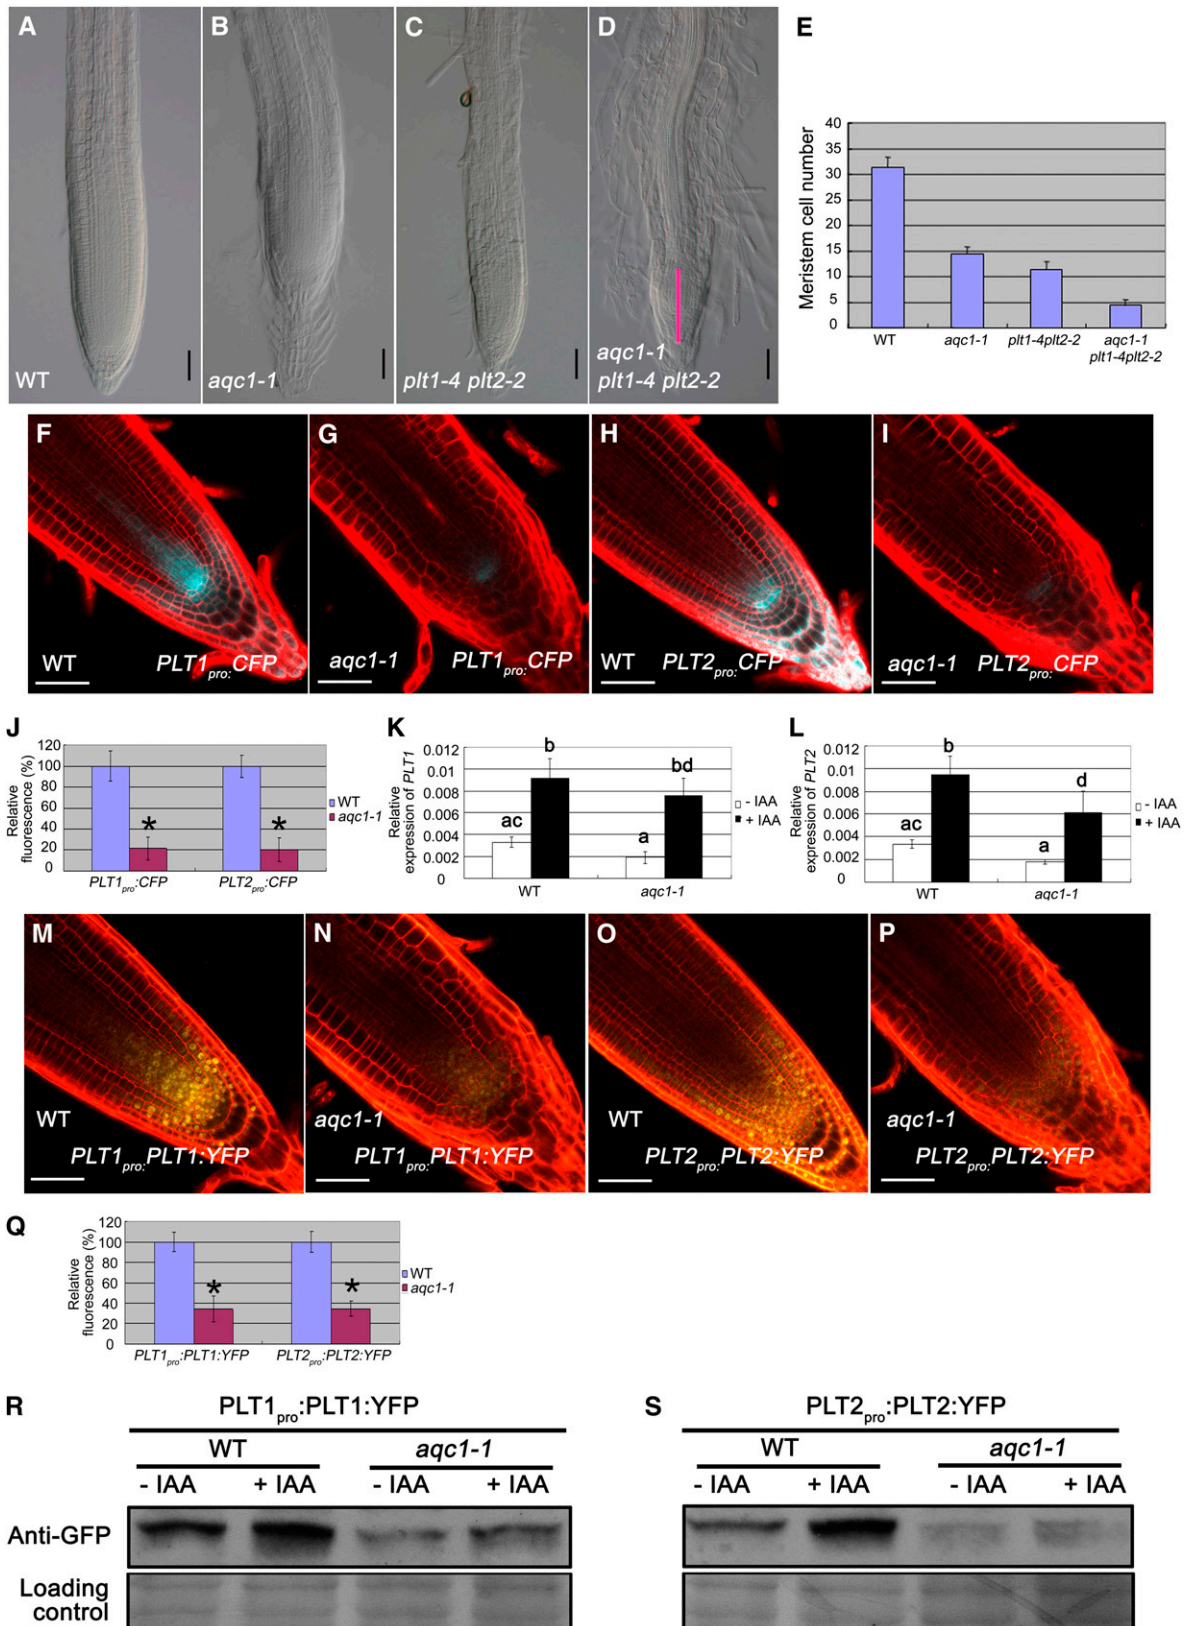 A
B
C
D
WT
aqc1-1
plt1-4 plt2-2
aqc1-1
plt1-4 plt2-2
E
Meristem cell number
40
35
30
25
20
15
10
5
0
WT
aqc1-1
plt1-4plt2-2
aqc1-1
plt1-4plt2-2
F
WT
PLT1pro:CFP
G
aqc1-1
PLT1pro:CFP
H
WT
PLT2pro:CFP
I
aqc1-1
PLT2pro:CFP
J
Relative
fluorescence (%)
120
100
80
60
40
20
0
*
*
PLT1pro:CFP
PLT2pro:CFP
WT
aqc1-1
K
Relative
expression of PLT1
0.012
0.01
0.008
0.006
0.004
0.002
0
ac
b
a
bd
WT
aqc1-1
- IAA
+ IAA
L
Relative
expression of PLT2
0.012
0.01
0.008
0.006
0.004
0.002
0
ac
b
a
d
WT
aqc1-1
- IAA
+ IAA
M
WT
PLT1pro:PLT1:YFP
N
aqc1-1
PLT1pro:PLT1:YFP
O
WT
PLT2pro:PLT2:YFP
P
aqc1-1
PLT2pro:PLT2:YFP
Q
Relative
fluorescence (%)
120
100
80
60
40
20
0
*
*
PLT1pro:PLT1:YFP
PLT2pro:PLT2:YFP
WT
aqc1-1
R
PLT1pro:PLT1:YFP
WT
aqc1-1
- IAA + IAA - IAA + IAA
Anti-GFP
Loading
control
S
PLT2pro:PLT2:YFP
WT
aqc1-1
- IAA + IAA - IAA + IAA